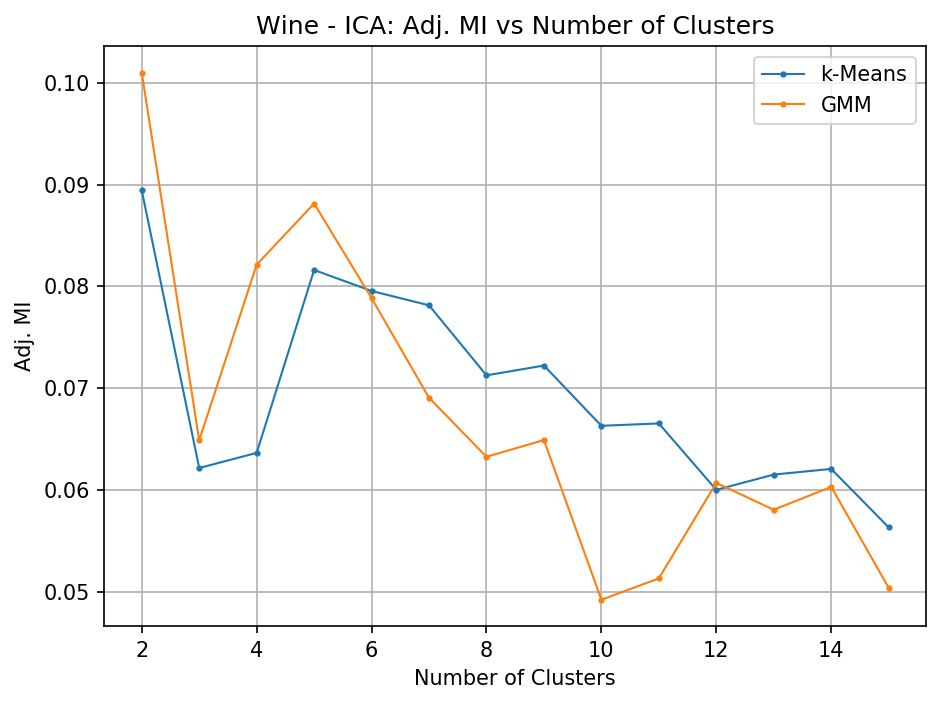 Wine - ICA: Adj. MI vs Number of Clusters
k-Means
GMM
Adj. MI
0.10
0.09
0.08
0.07
0.06
0.05
2 4 6 8 10 12 14
Number of Clusters